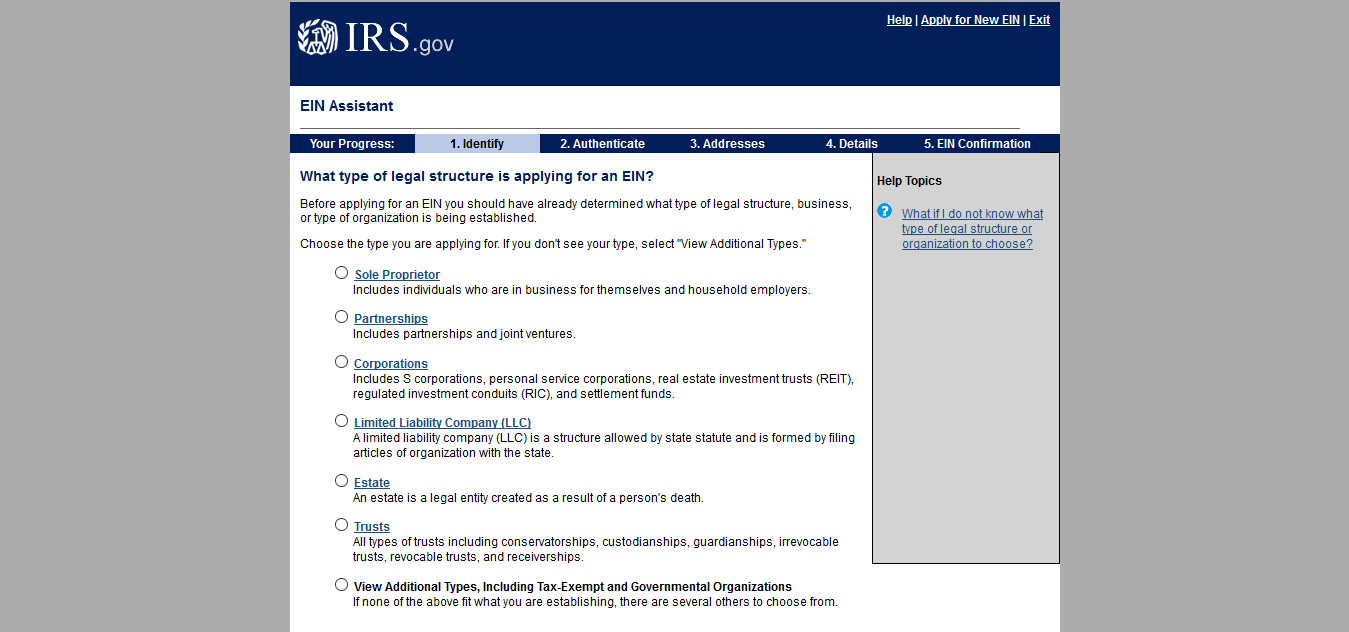 IRS.gov
Help | Apply for New EIN | Exit
EIN Assistant
Your Progress: 1. Identify 2. Authenticate 3. Addresses 4. Details 5. EIN Confirmation
What type of legal structure is applying for an EIN?
Before applying for an EIN you should have already determined what type of legal structure, business,
or type of organization is being established.
Choose the type you are applying for. If you don't see your type, select "View Additional Types."
Sole Proprietor
Includes individuals who are in business for themselves and household employers.
Partnerships
Includes partnerships and joint ventures.
Corporations
Includes S corporations, personal service corporations, real estate investment trusts (REIT),
regulated investment conduits (RIC), and settlement funds.
Limited Liability Company (LLC)
A limited liability company (LLC) is a structure allowed by state statute and is formed by filing
articles of organization with the state.
Estate
An estate is a legal entity created as a result of a person's death.
Trusts
All types of trusts including conservatorships, custodianships, guardianships, irrevocable
trusts, revocable trusts, and receiverships.
View Additional Types, Including Tax-Exempt and Governmental Organizations
If none of the above fit what you are establishing, there are several others to choose from.
Help Topics
? What if I do not know what
type of legal structure or
organization to choose?